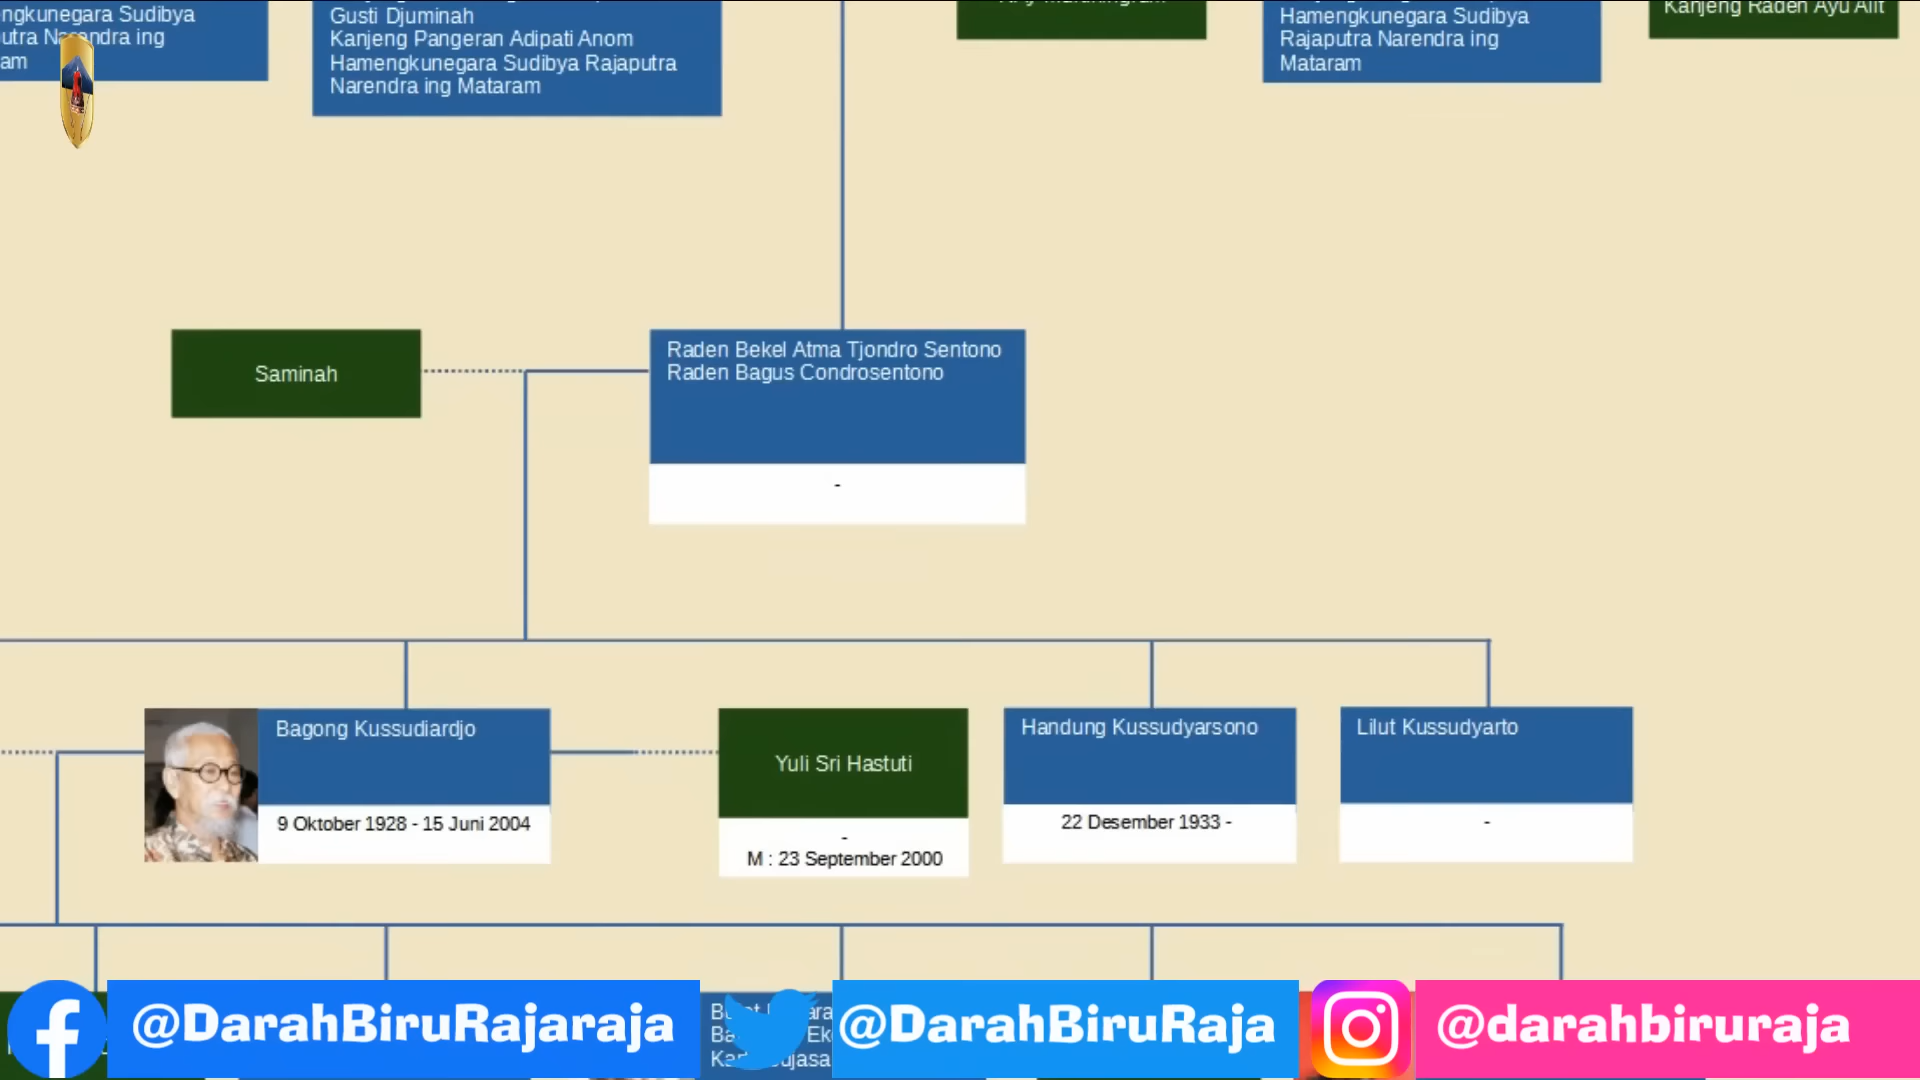 ngkunegara Sudibya
utra Narendra ing
am
Gusti Djuminah
Kanjeng Pangeran Adipati Anom
Hamengkunegara Sudibya Rajaputra
Narendra ing Mataram
Hamengkunegara Sudibya
Rajaputra Narendra ing
Mataram
Kanjeng Raden Ayu Alit
Saminah
Raden Bekel Atma Tjondro Sentono
Raden Bagus Condrosentono
-
Bagong Kussudiardjo
9 Oktober 1928 - 15 Juni 2004
Yuli Sri Hastuti
-
M : 23 September 2000
Handung Kussudyarsono
22 Desember 1933 -
Lilut Kussudyarto
-
@DarahBiruRajaraja
@DarahBiruRaja
@darahbiruraja